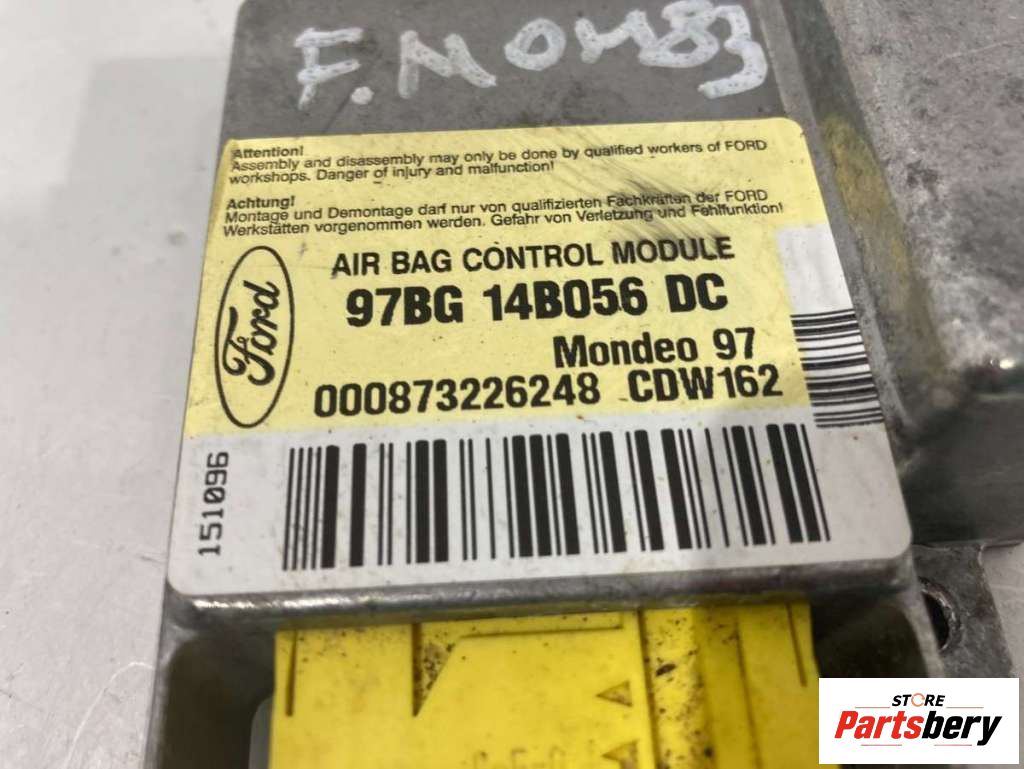 F.M0483
Attention!
Assembly and disassembly may only be done by qualified workers of FORD
workshops. Danger of injury and malfunction!
Achtung!
Montage und Demontage darf nur von qualifizierten Fachkräften der FORD
Werkstätten vorgenommen werden. Gefahr von Verletzung und Fehlfunktion!
Ford
AIR BAG CONTROL MODULE
97BG 14B056 DC
Mondeo 97
000873226248 CDW162
151096
STORE
Partsbery